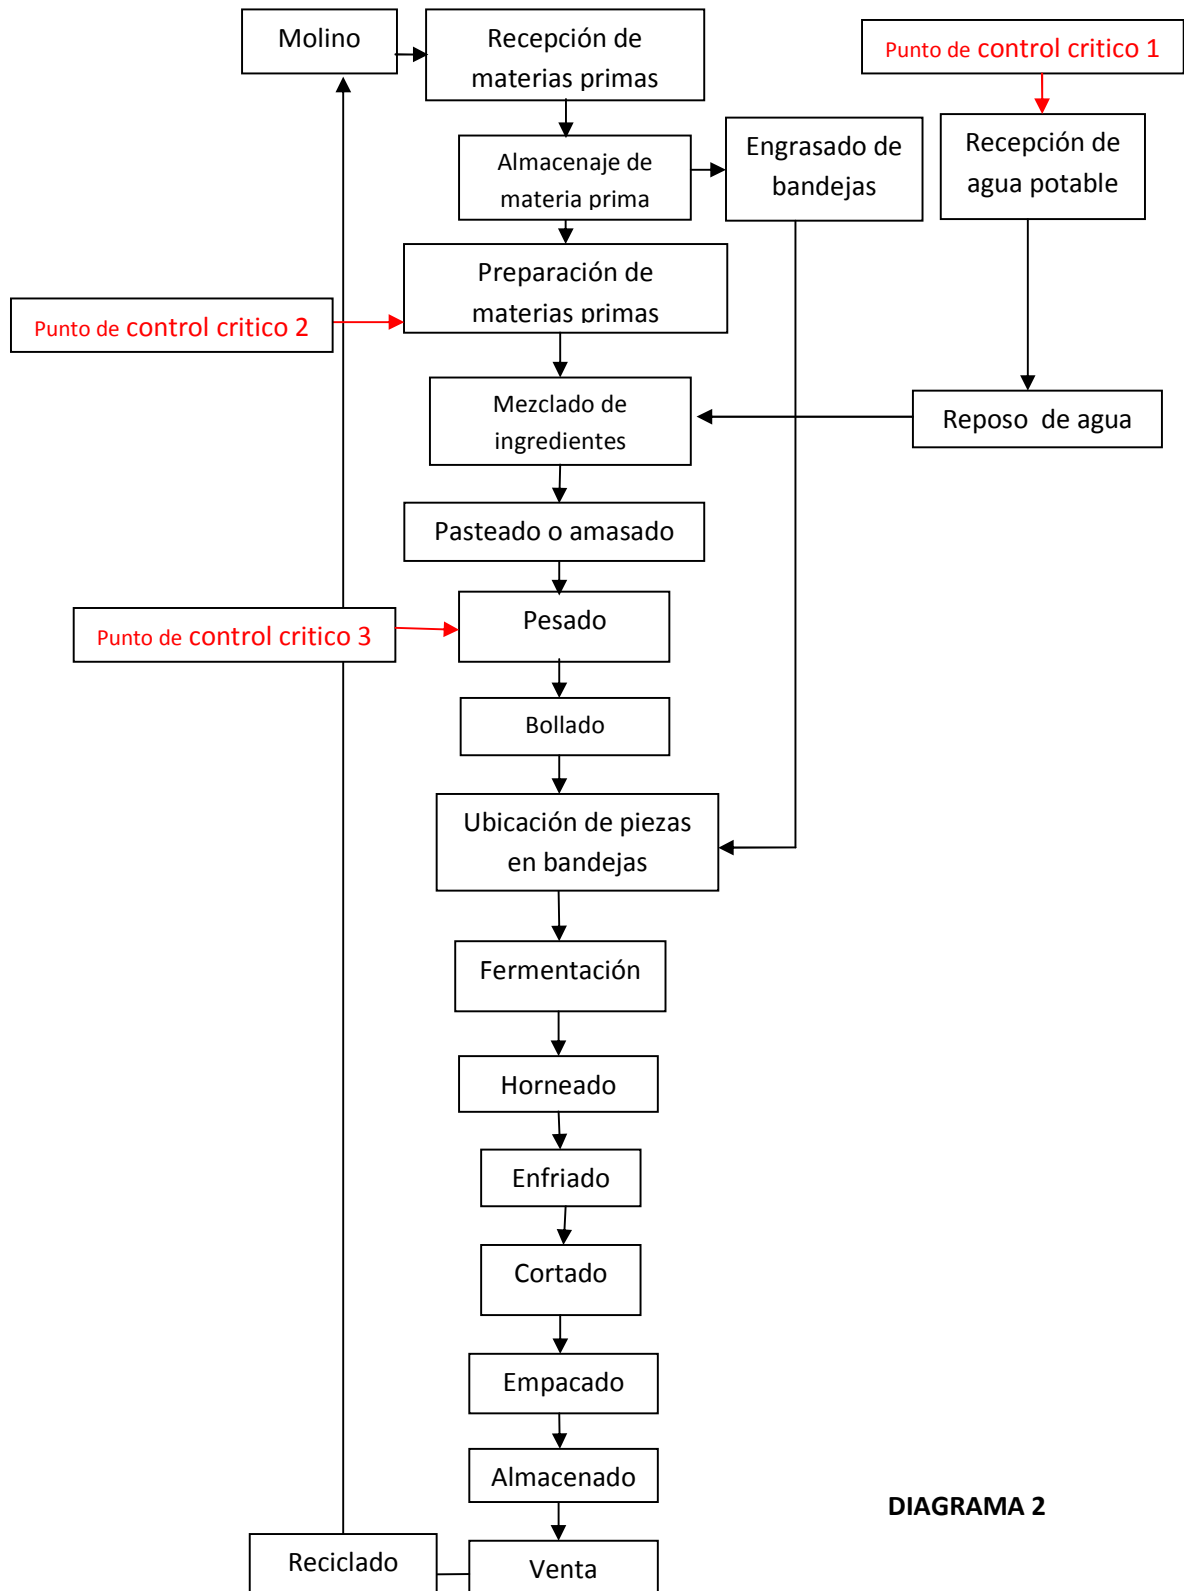 Molino
Recepción de
materias primas
Punto de control critico 1
Almacenaje de
materia prima
Engrasado de
bandejas
Recepción de
agua potable
Preparación de
materias primas
Punto de control critico 2
Mezclado de
ingredientes
Reposo de agua
Pasteado o amasado
Pesado
Punto de control critico 3
Bollado
Ubicación de piezas
en bandejas
Fermentación
Horneado
Enfriado
Cortado
Empacado
Almacenado
DIAGRAMA 2
Reciclado
Venta